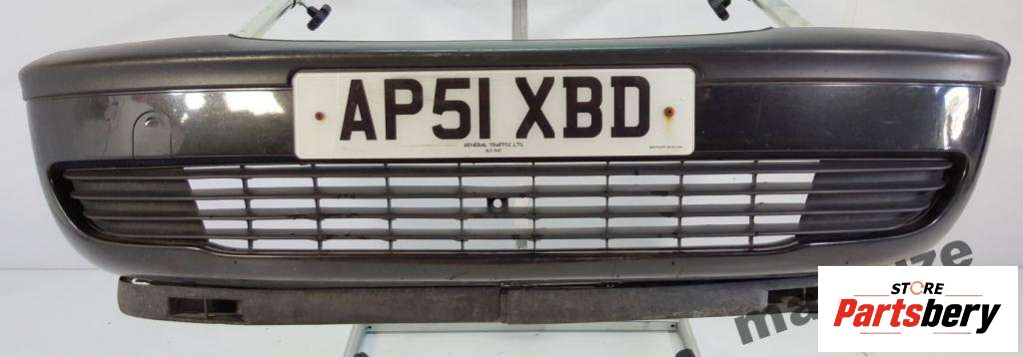 AP51 XBD
GENERAL TRAFFIC LTD
STORE
Partsbery